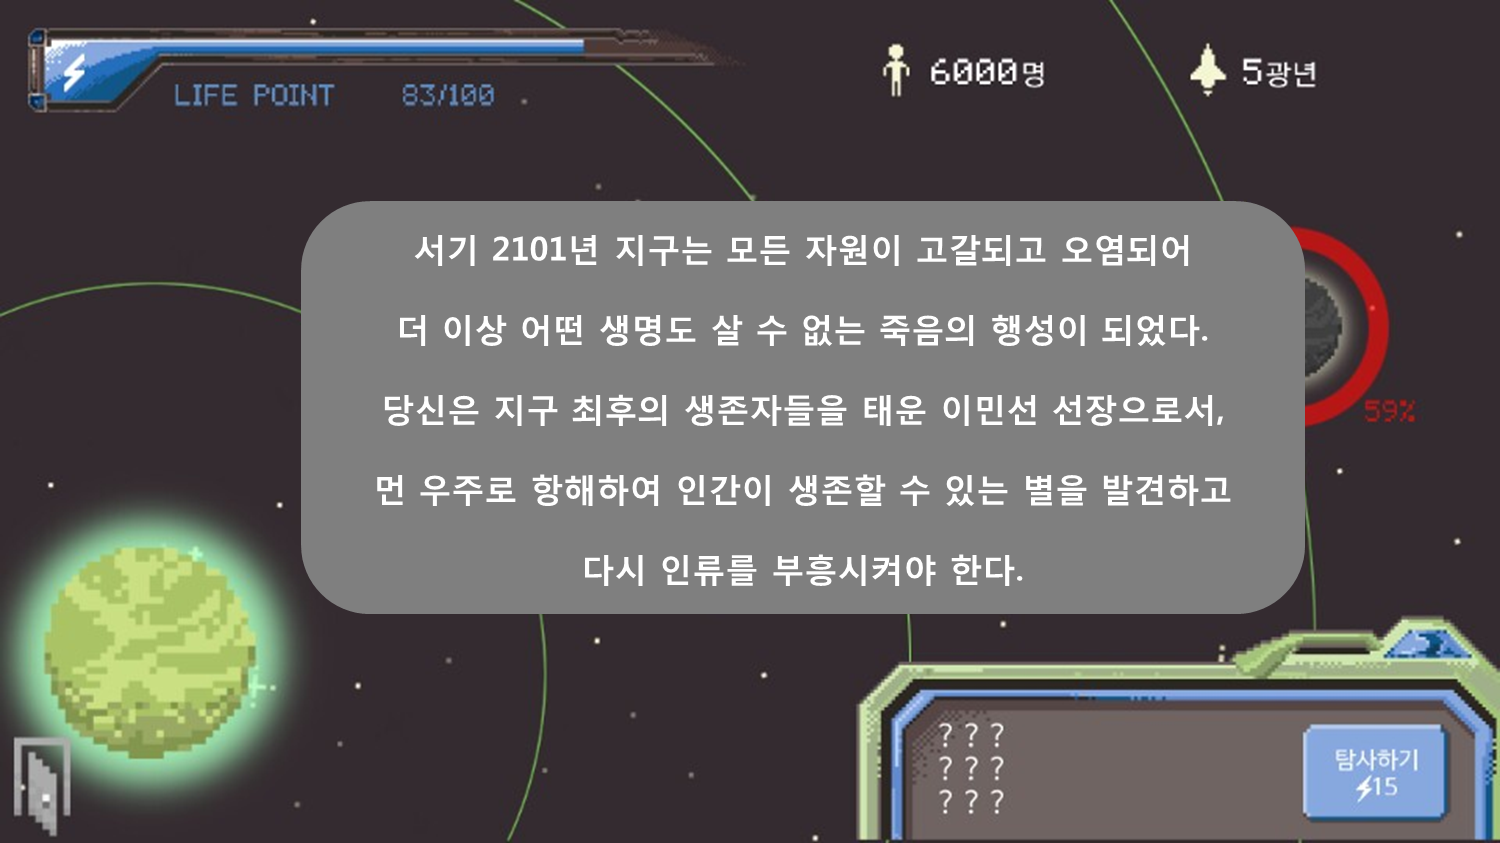 LIFE POINT 83/100
6000명
5광년
서기 2101년 지구는 모든 자원이 고갈되고 오염되어
더 이상 어떤 생명도 살 수 없는 죽음의 행성이 되었다.
당신은 지구 최후의 생존자들을 태운 이민선 선장으로서,
먼 우주로 항해하여 인간이 생존할 수 있는 별을 발견하고
다시 인류를 부흥시켜야 한다.
59%
? ? ?
? ? ?
? ? ?
탐사하기
15